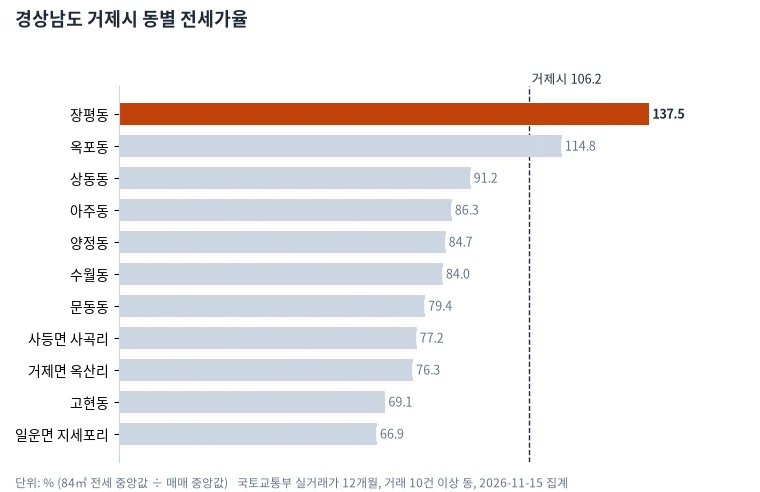 경상남도 거제시 동별 전세가율
거제시 106.2
장평동 137.5
옥포동 114.8
상동동 91.2
아주동 86.3
양정동 84.7
수월동 84.0
문동동 79.4
사등면 사곡리 77.2
거제면 옥산리 76.3
고현동 69.1
일운면 지세포리 66.9
단위: % (84㎡ 전세 중앙값 ÷ 매매 중앙값) 국토교통부 실거래가 12개월, 거래 10건 이상 동, 2026-11-15 집계